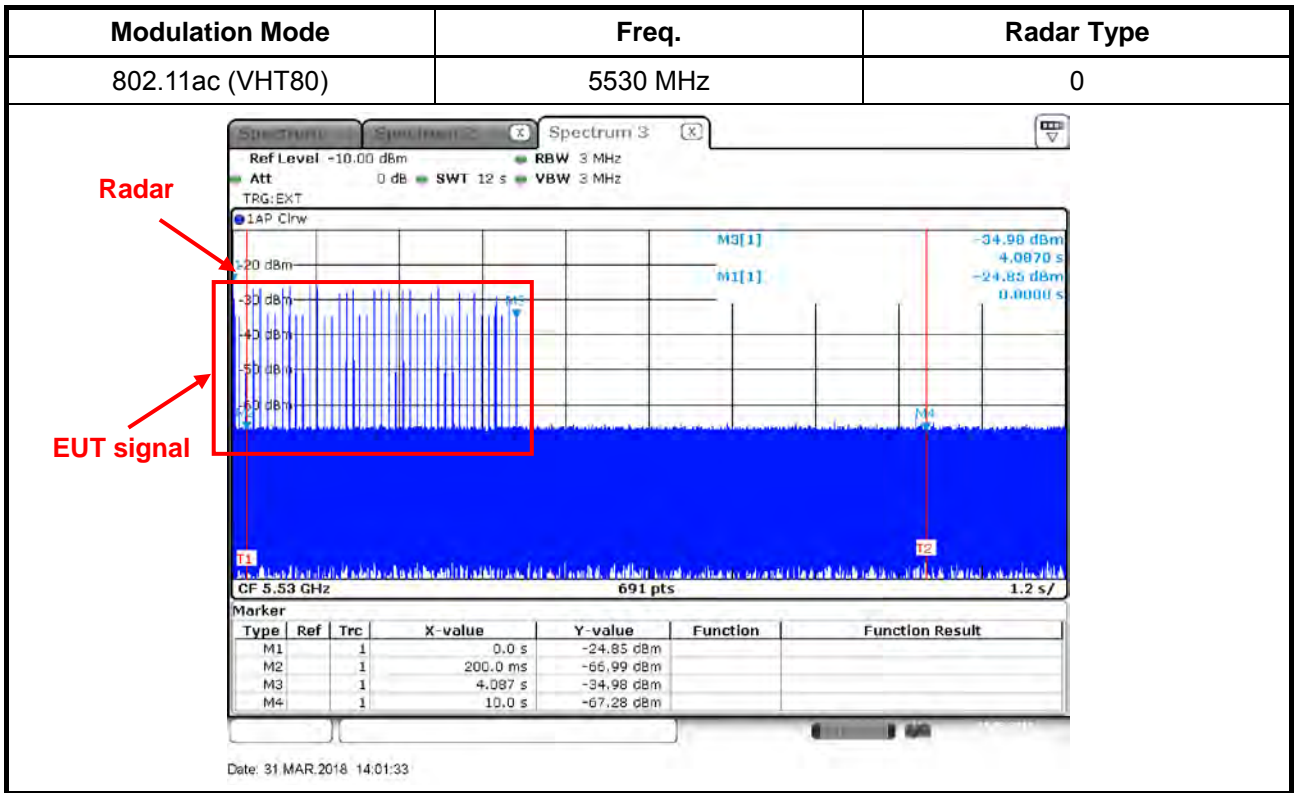 Modulation Mode Freq. Radar Type
802.11ac (VHT80) 5530 MHz 0
Spectrum 3
Ref Level -10.00 dBm RBW 3 MHz
Att 0 dB SWT 12 s VBW 3 MHz
TRG:EXT
1AP Clrw
Radar
EUT signal
M3[1] -34.98 dBm
4.0870 s
M1[1] -24.85 dBm
0.0000 s
-20 dBm
-30 dBm
-40 dBm
-50 dBm
-60 dBm
M3
M4
T1
T2
CF 5.53 GHz 691 pts 1.2 s/
Marker
Type Ref Trc X-value Y-value Function Function Result
M1 1 0.0 s -24.85 dBm
M2 1 200.0 ms -66.99 dBm
M3 1 4.087 s -34.98 dBm
M4 1 10.0 s -67.28 dBm
Date: 31.MAR.2018 14:01:33